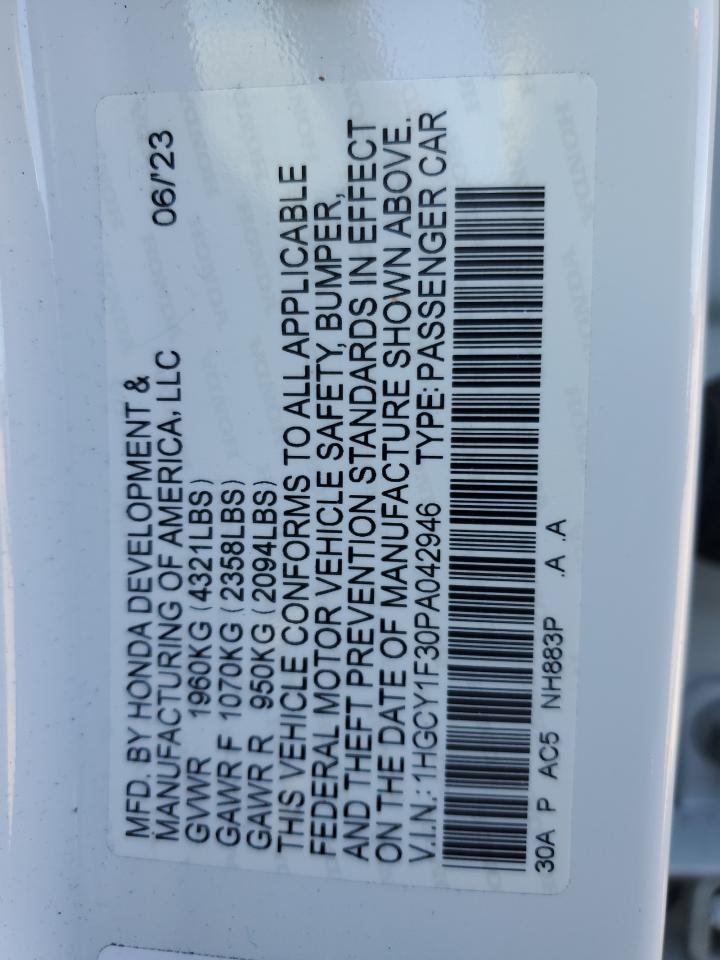 MFD. BY HONDA DEVELOPMENT &
MANUFACTURING OF AMERICA, LLC 06/'23
GVWR 1960KG (4321LBS)
GAWR F 1070KG (2358LBS)
GAWR R 950KG (2094LBS)
THIS VEHICLE CONFORMS TO ALL APPLICABLE
FEDERAL MOTOR VEHICLE SAFETY, BUMPER,
AND THEFT PREVENTION STANDARDS IN EFFECT
ON THE DATE OF MANUFACTURE SHOWN ABOVE.
V.I.N.: 1HGCY1F30PA042946 TYPE: PASSENGER CAR
30A P AC5 NH883P .A .A